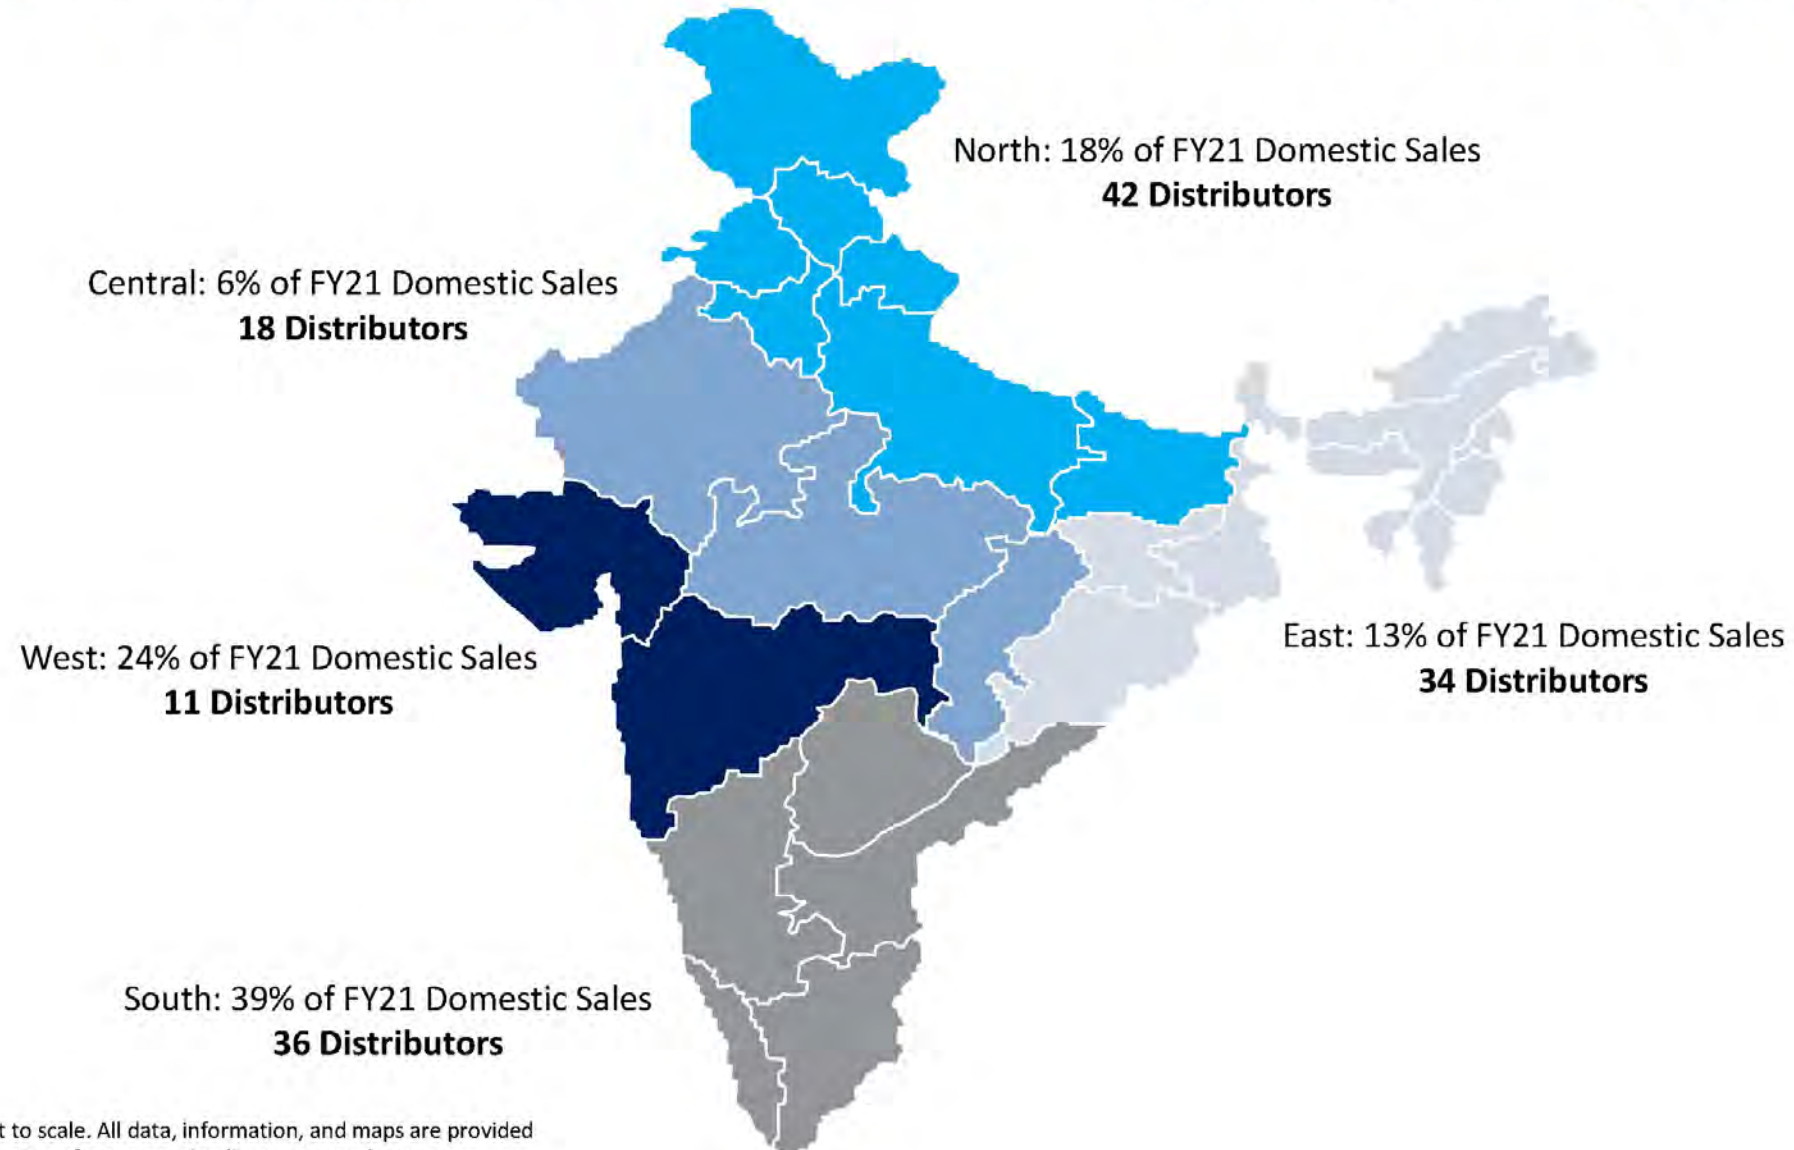 North: 18% of FY21 Domestic Sales
42 Distributors
Central: 6% of FY21 Domestic Sales
18 Distributors
East: 13% of FY21 Domestic Sales
34 Distributors
West: 24% of FY21 Domestic Sales
11 Distributors
South: 39% of FY21 Domestic Sales
36 Distributors
to scale. All data, information, and maps are provided